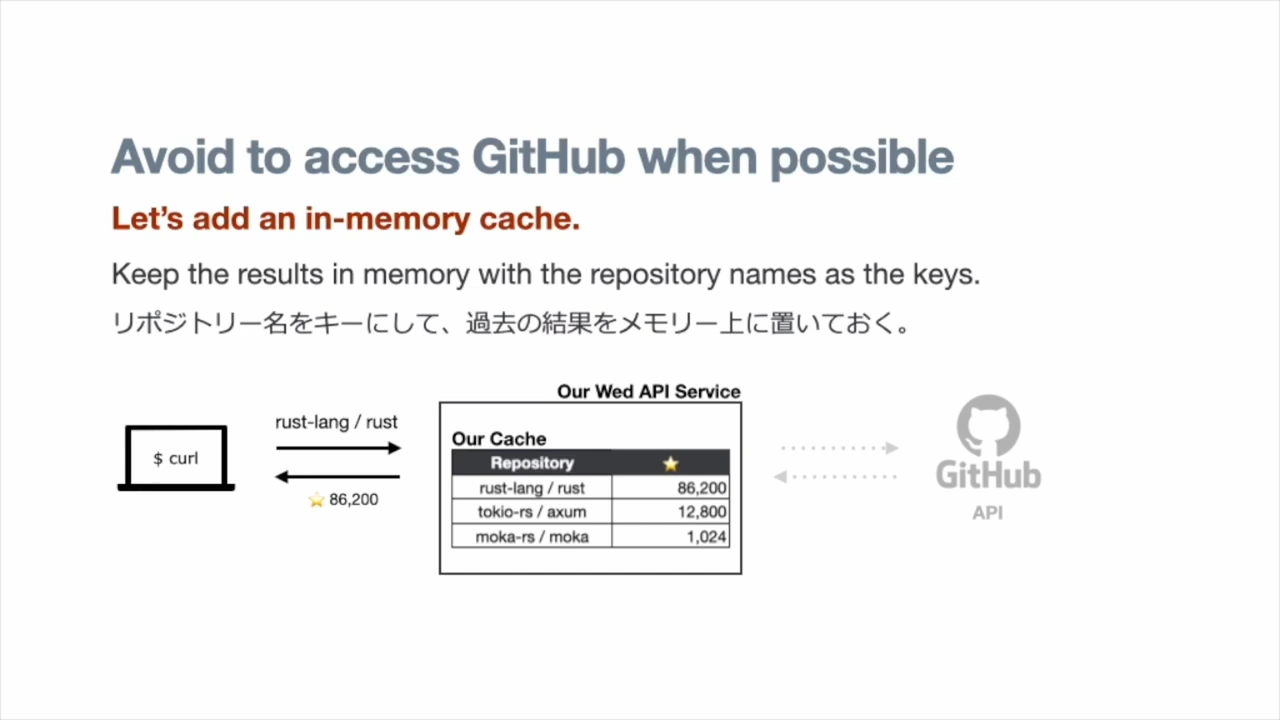 Avoid to access GitHub when possible
Let's add an in-memory cache.
Keep the results in memory with the repository names as the keys.
リポジトリー名をキーにして、過去の結果をメモリー上に置いておく。
$ curl
rust-lang / rust
⭐ 86,200
Our Wed API Service
Our Cache
Repository ⭐
rust-lang / rust 86,200
tokio-rs / axum 12,800
moka-rs / moka 1,024
GitHub
API